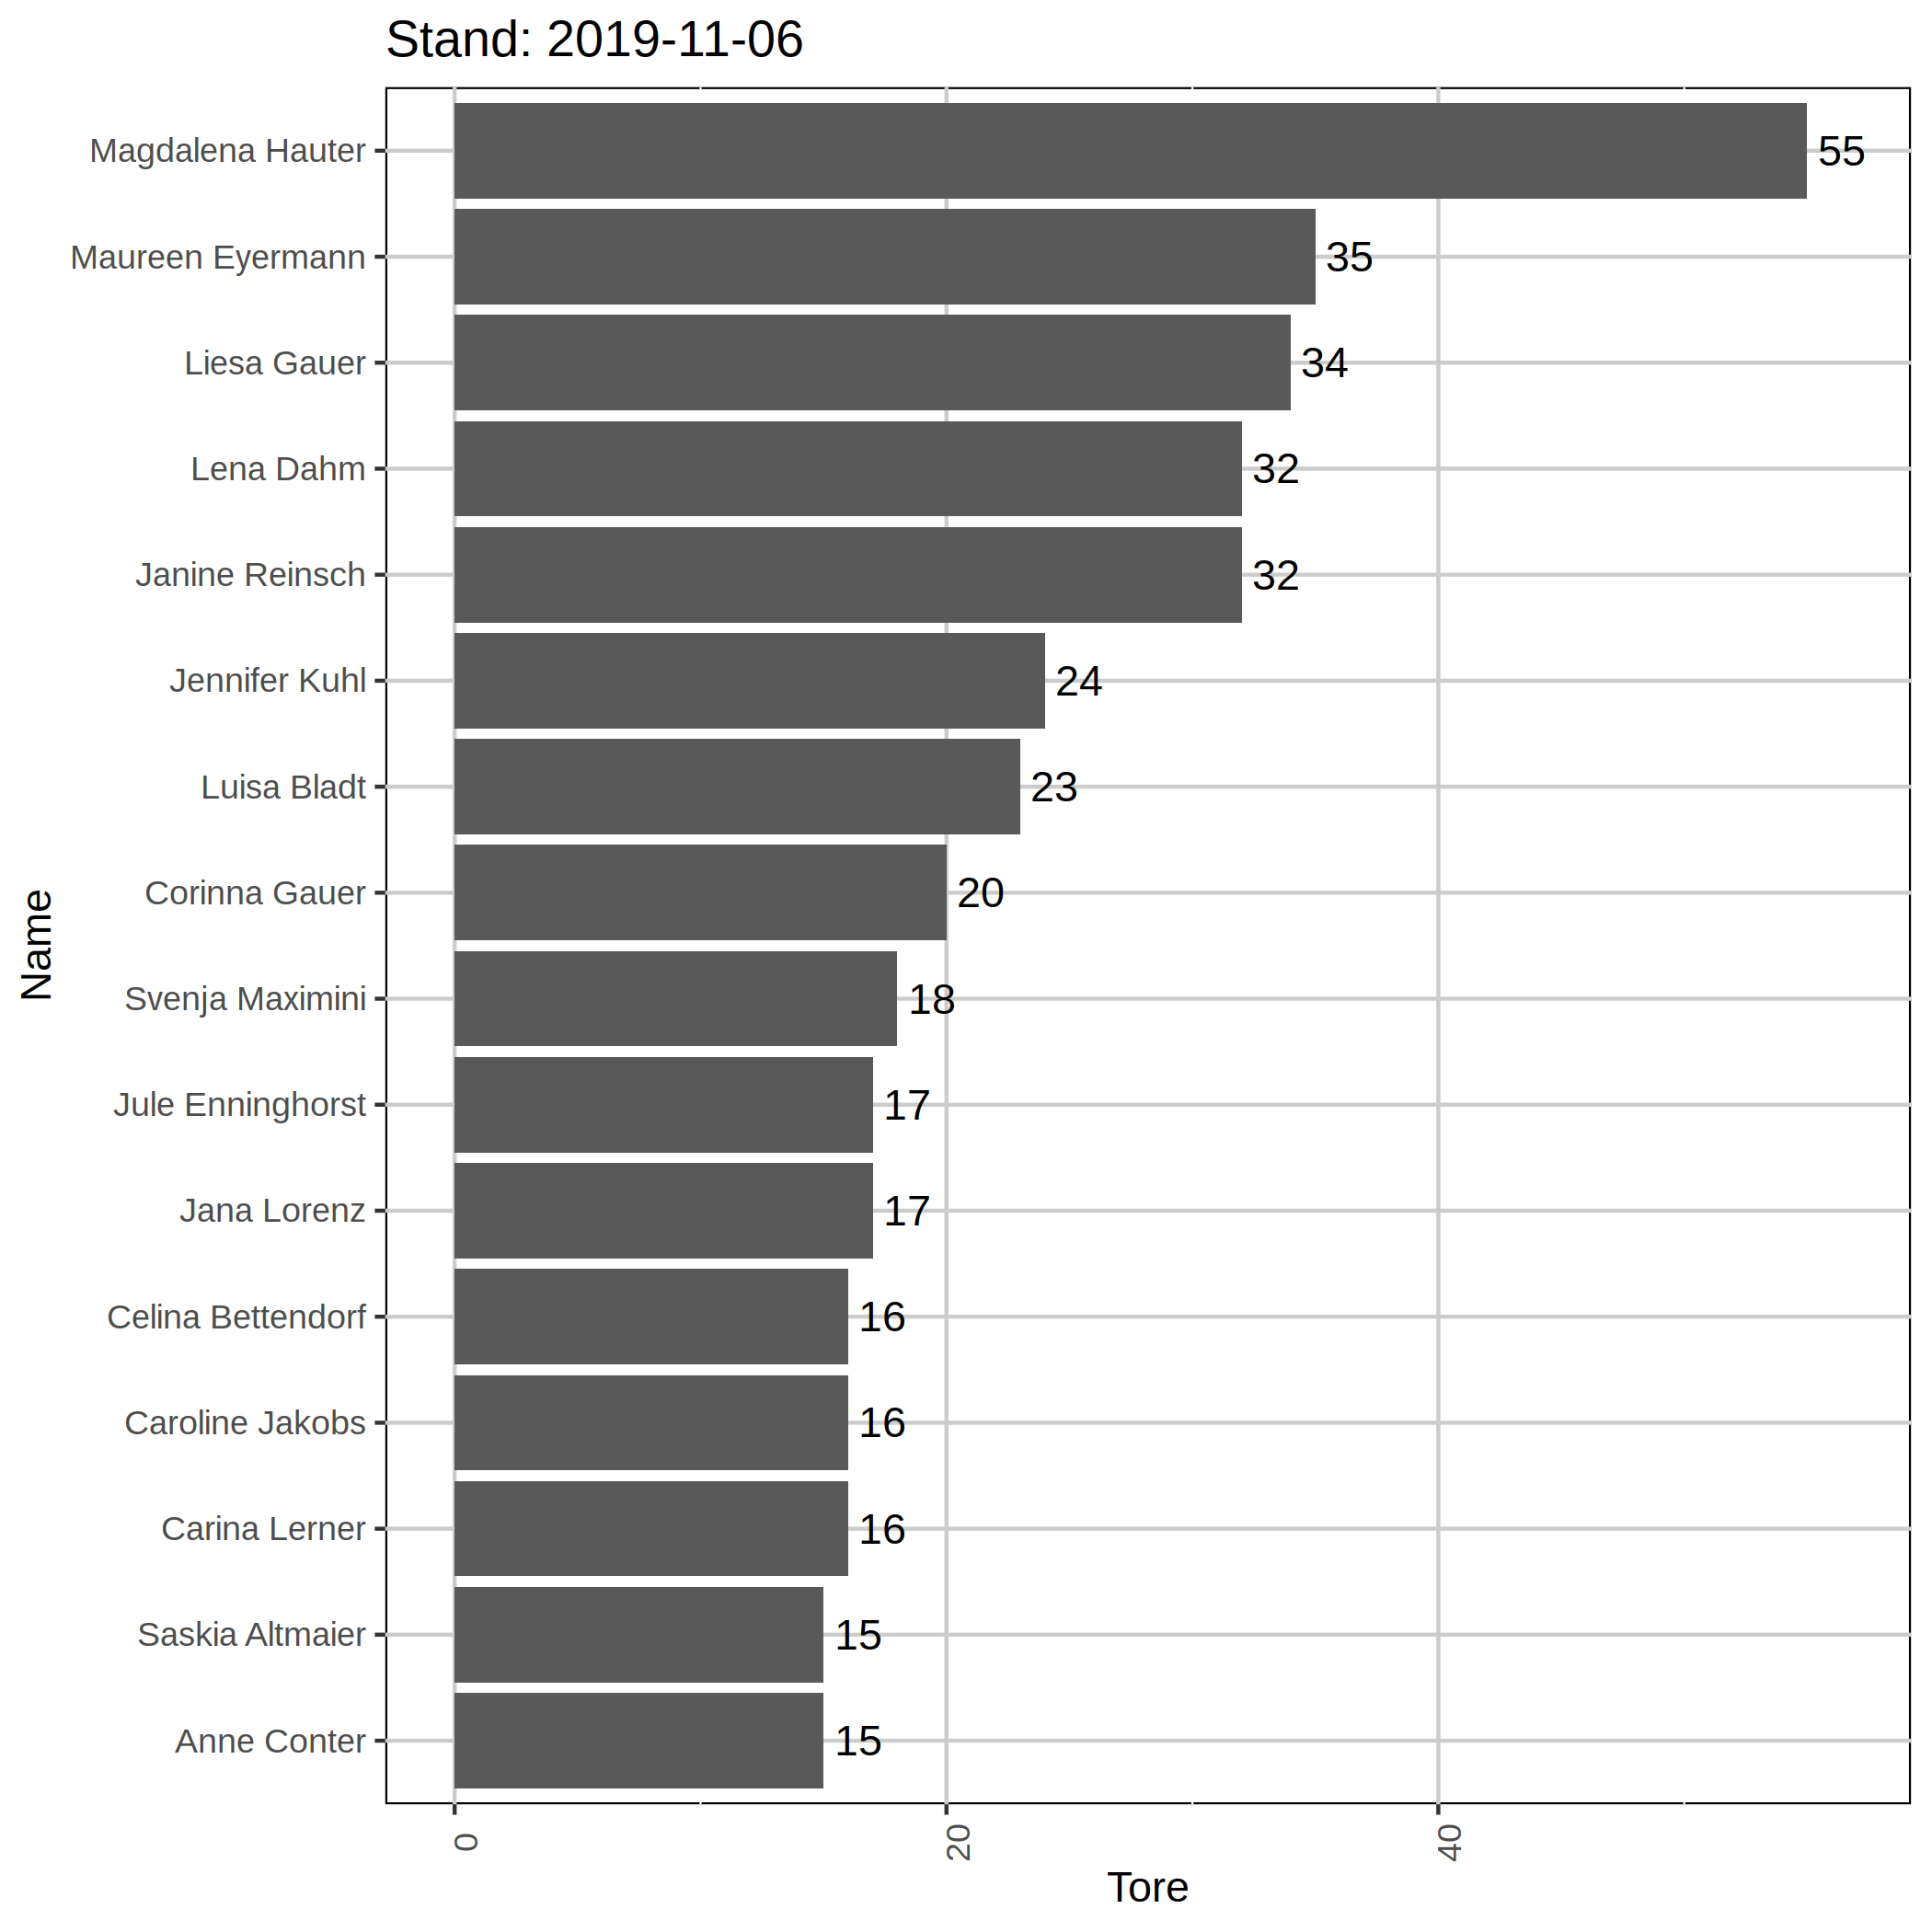 Stand: 2019-11-06
Magdalena Hauter 55
Maureen Eyermann 35
Liesa Gauer 34
Lena Dahm 32
Janine Reinsch 32
Jennifer Kuhl 24
Luisa Bladt 23
Corinna Gauer 20
Svenja Maximini 18
Jule Enninghorst 17
Jana Lorenz 17
Celina Bettendorf 16
Caroline Jakobs 16
Carina Lerner 16
Saskia Altmaier 15
Anne Conter 15
Name
0 20 40
Tore